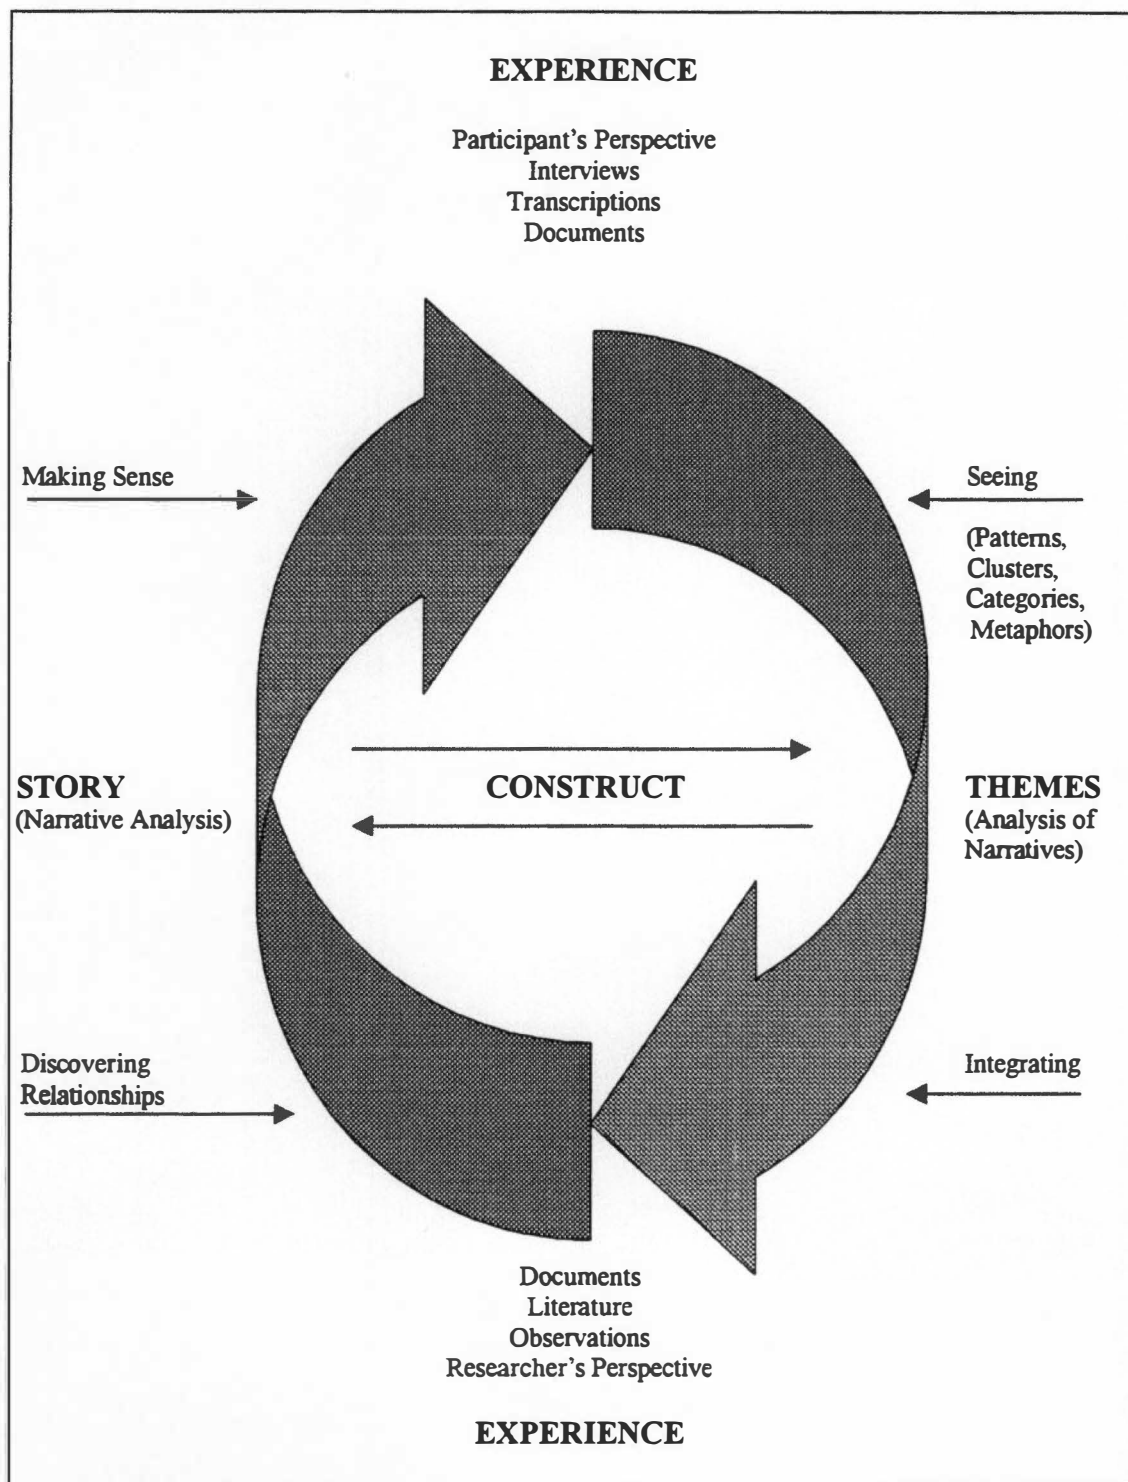 EXPERIENCE
Participant's Perspective
Interviews
Transcriptions
Documents
Making Sense
Seeing
(Patterns,
Clusters,
Categories,
Metaphors)
STORY
(Narrative Analysis)
CONSTRUCT
THEMES
(Analysis of
Narratives)
Discovering
Relationships
Integrating
Documents
Literature
Observations
Researcher's Perspective
EXPERIENCE